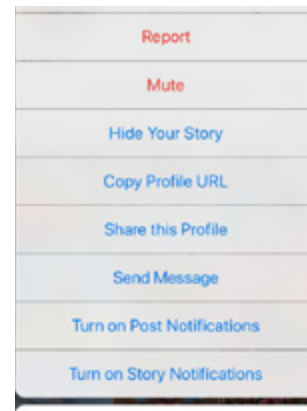 Report
Mute
Hide Your Story
Copy Profile URL
Share this Profile
Send Message
Turn on Post Notifications
Turn on Story Notifications